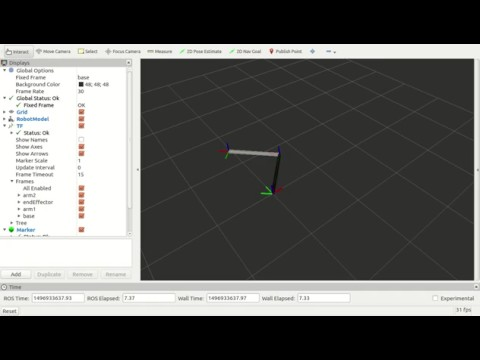 Interact Move Camera Select Focus Camera Measure 2D Pose Estimate 2D Nav Goal Publish Point
Displays
Global Options
Fixed Frame base
Background Color 48; 48; 48
Frame Rate 30
Global Status: Ok
Fixed Frame OK
Grid
RobotModel
TF
Status: Ok
Show Names
Show Axes
Show Arrows
Marker Scale 1
Update Interval 0
Frame Timeout 15
Frames
All Enabled
arm2
endEffector
arm1
base
Tree
Marker
Add Duplicate Remove Rename
Time
ROS Time: 1496933637.93 ROS Elapsed: 7.37 Wall Time: 1496933637.97 Wall Elapsed: 7.33 Experimental
Reset 31 fps